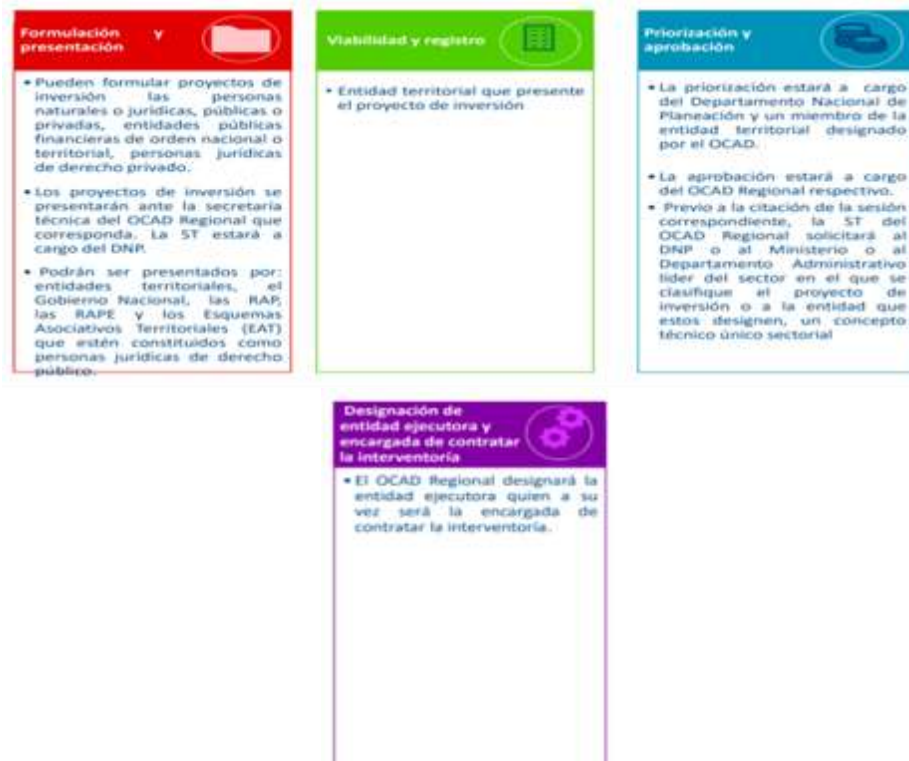 Formulación y
presentación
• Pueden formular proyectos de
inversión las personas
naturales o jurídicas, públicas o
privadas, entidades públicas
financieras de orden nacional o
territorial, personas jurídicas
de derecho privado.
• Los proyectos de inversión se
presentarán ante la secretaría
técnica del OCAD Regional que
corresponda. La ST estará a
cargo del DNP.
• Podrán ser presentados por:
entidades territoriales, el
Gobierno Nacional, las RAP,
las RAPE y los Esquemas
Asociativos Territoriales (EAT)
que estén constituidos como
personas jurídicas de derecho
público.
Viabilidad y registro
• Entidad territorial que presente
el proyecto de inversión
Priorización y
aprobación
• La priorización estará a cargo
del Departamento Nacional de
Planeación y un miembro de la
entidad territorial designado
por el OCAD.
• La aprobación estará a cargo
del OCAD Regional respectivo.
• Previo a la citación de la sesión
correspondiente, la ST del
OCAD Regional solicitará al
DNP o al Ministerio o al
Departamento Administrativo
líder del sector en el que se
clasifique el proyecto de
inversión o a la entidad que
estos designen, un concepto
técnico único sectorial
Designación de
entidad ejecutora y
encargada de contratar
la interventoría
• El OCAD Regional designará la
entidad ejecutora quien a su
vez será la encargada de
contratar la interventoría.